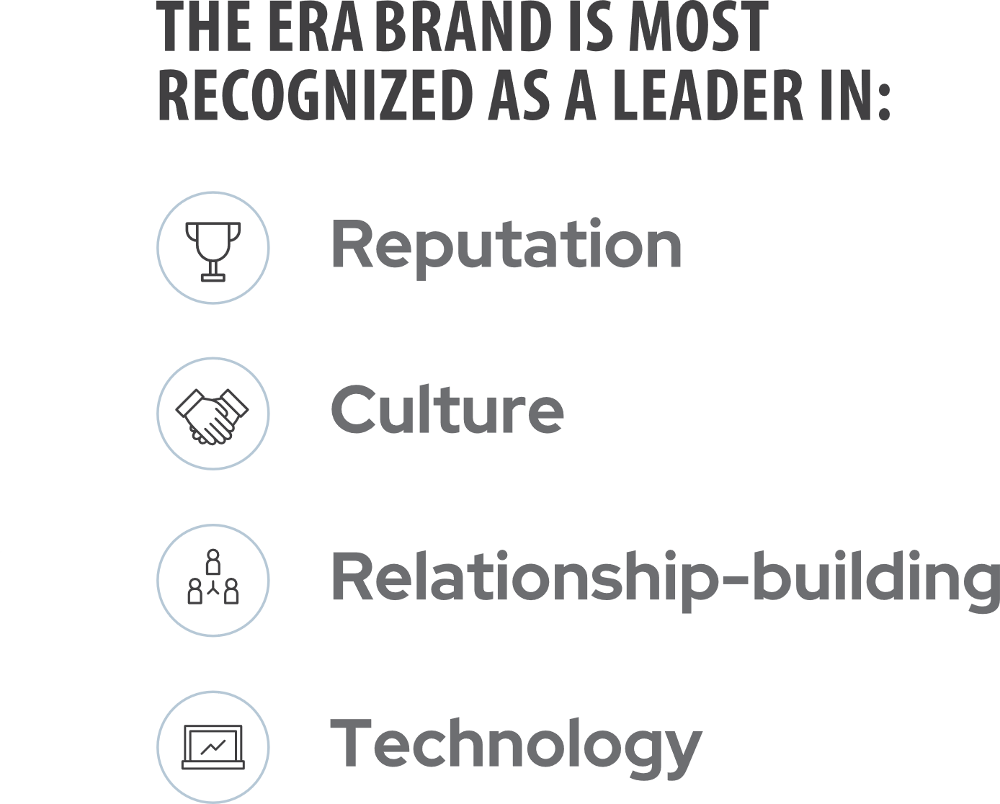 THE ERA BRAND IS MOST
RECOGNIZED AS A LEADER IN:
Reputation
Culture
Relationship-building
Technology